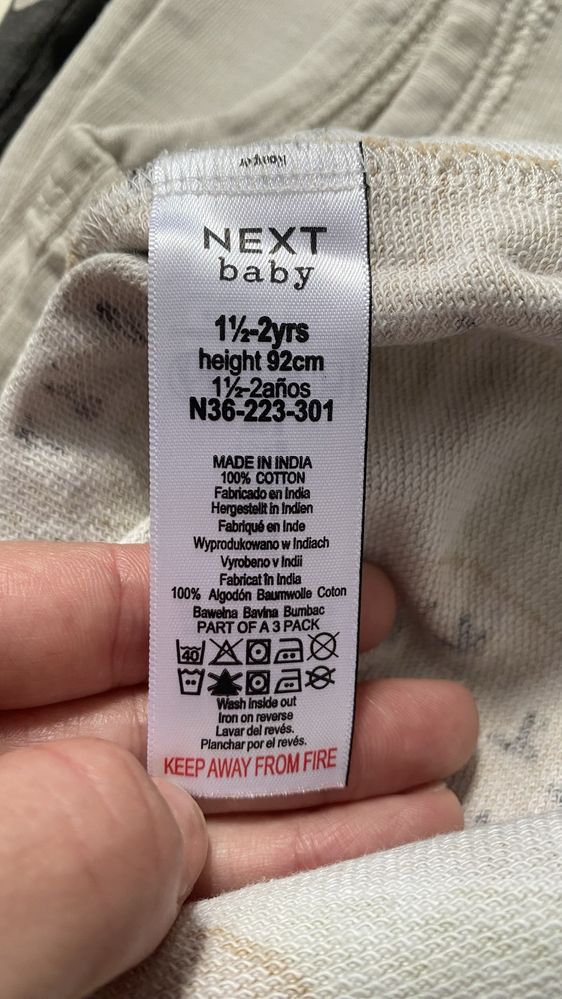 NEXT
baby
1½-2yrs
height 92cm
1½-2años
N36-223-301
MADE IN INDIA
100% COTTON
Fabricado en India
Hergestellt in Indien
Fabriqué en Inde
Wyprodukowano w Indiach
Vyrobeno v Indii
Fabricat în India
100% Algodón Baumwolle Coton
Bawełna Bavlna Bumbac
PART OF A 3 PACK
40
Wash inside out
Iron on reverse
Lavar del revés.
Planchar por el revés.
KEEP AWAY FROM FIRE